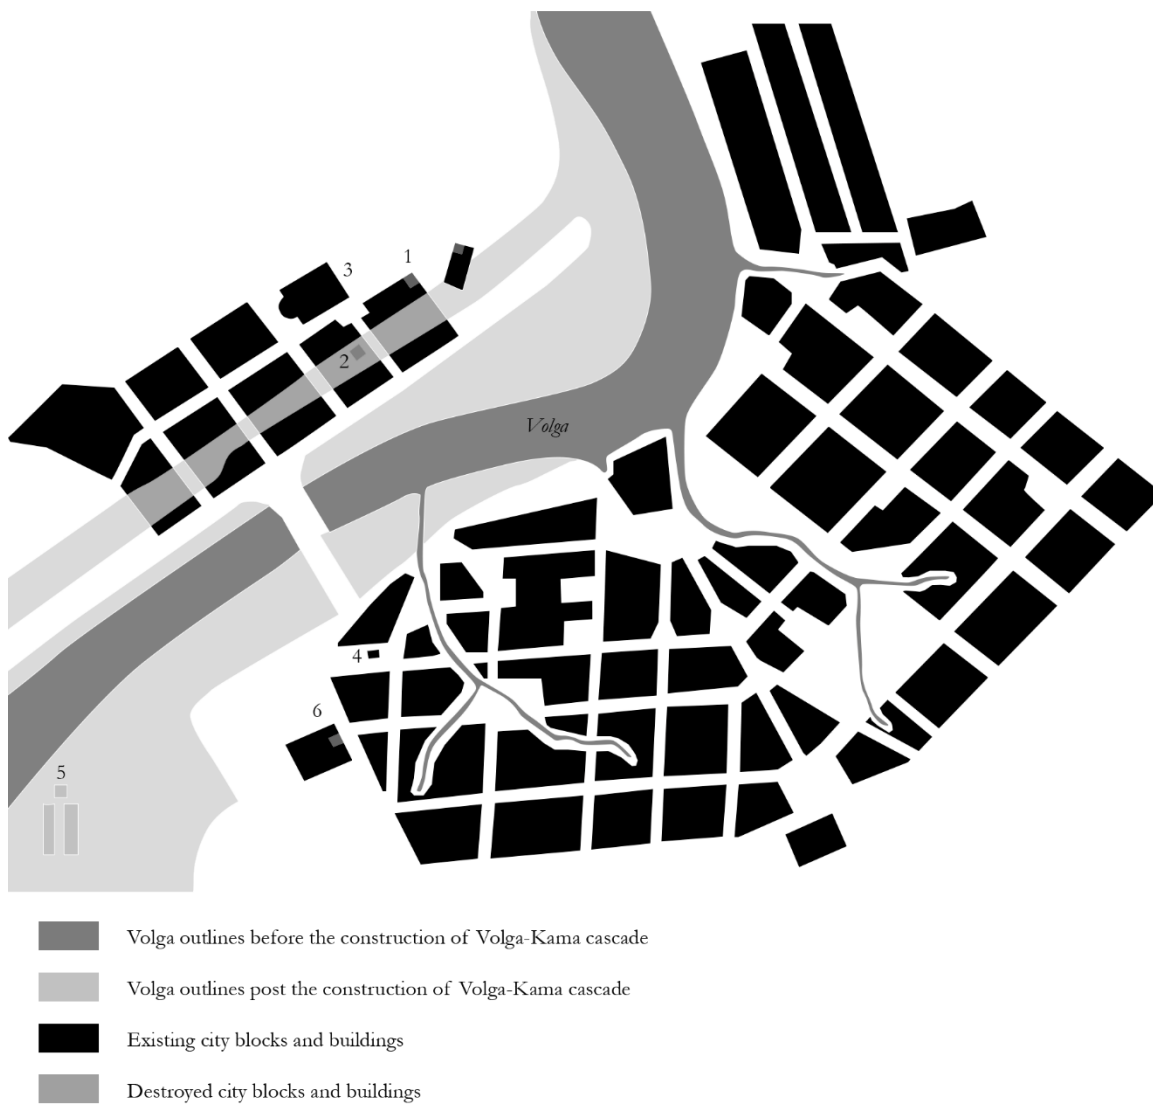 1
3
2
Volga
4
6
5
Volga outlines before the construction of Volga-Kama cascade
Volga outlines post the construction of Volga-Kama cascade
Existing city blocks and buildings
Destroyed city blocks and buildings